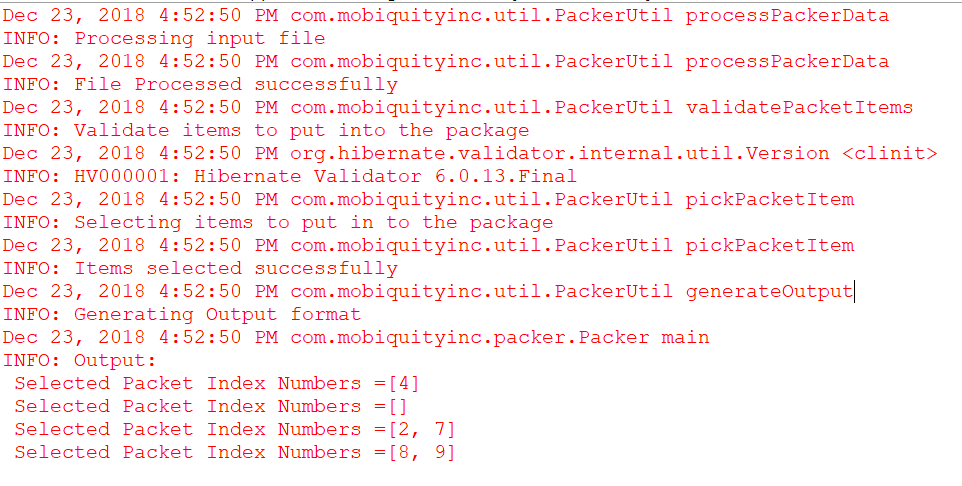 Dec 23, 2018 4:52:50 PM com.mobiquityinc.util.PackerUtil processPackerData
INFO: Processing input file
Dec 23, 2018 4:52:50 PM com.mobiquityinc.util.PackerUtil processPackerData
INFO: File Processed successfully
Dec 23, 2018 4:52:50 PM com.mobiquityinc.util.PackerUtil validatePacketItems
INFO: Validate items to put into the package
Dec 23, 2018 4:52:50 PM org.hibernate.validator.internal.util.Version <clinit>
INFO: HV000001: Hibernate Validator 6.0.13.Final
Dec 23, 2018 4:52:50 PM com.mobiquityinc.util.PackerUtil pickPacketItem
INFO: Selecting items to put in to the package
Dec 23, 2018 4:52:50 PM com.mobiquityinc.util.PackerUtil pickPacketItem
INFO: Items selected successfully
Dec 23, 2018 4:52:50 PM com.mobiquityinc.util.PackerUtil generateOutput
INFO: Generating Output format
Dec 23, 2018 4:52:50 PM com.mobiquityinc.packer.Packer main
INFO: Output:
 Selected Packet Index Numbers =[4]
 Selected Packet Index Numbers =[]
 Selected Packet Index Numbers =[2, 7]
 Selected Packet Index Numbers =[8, 9]